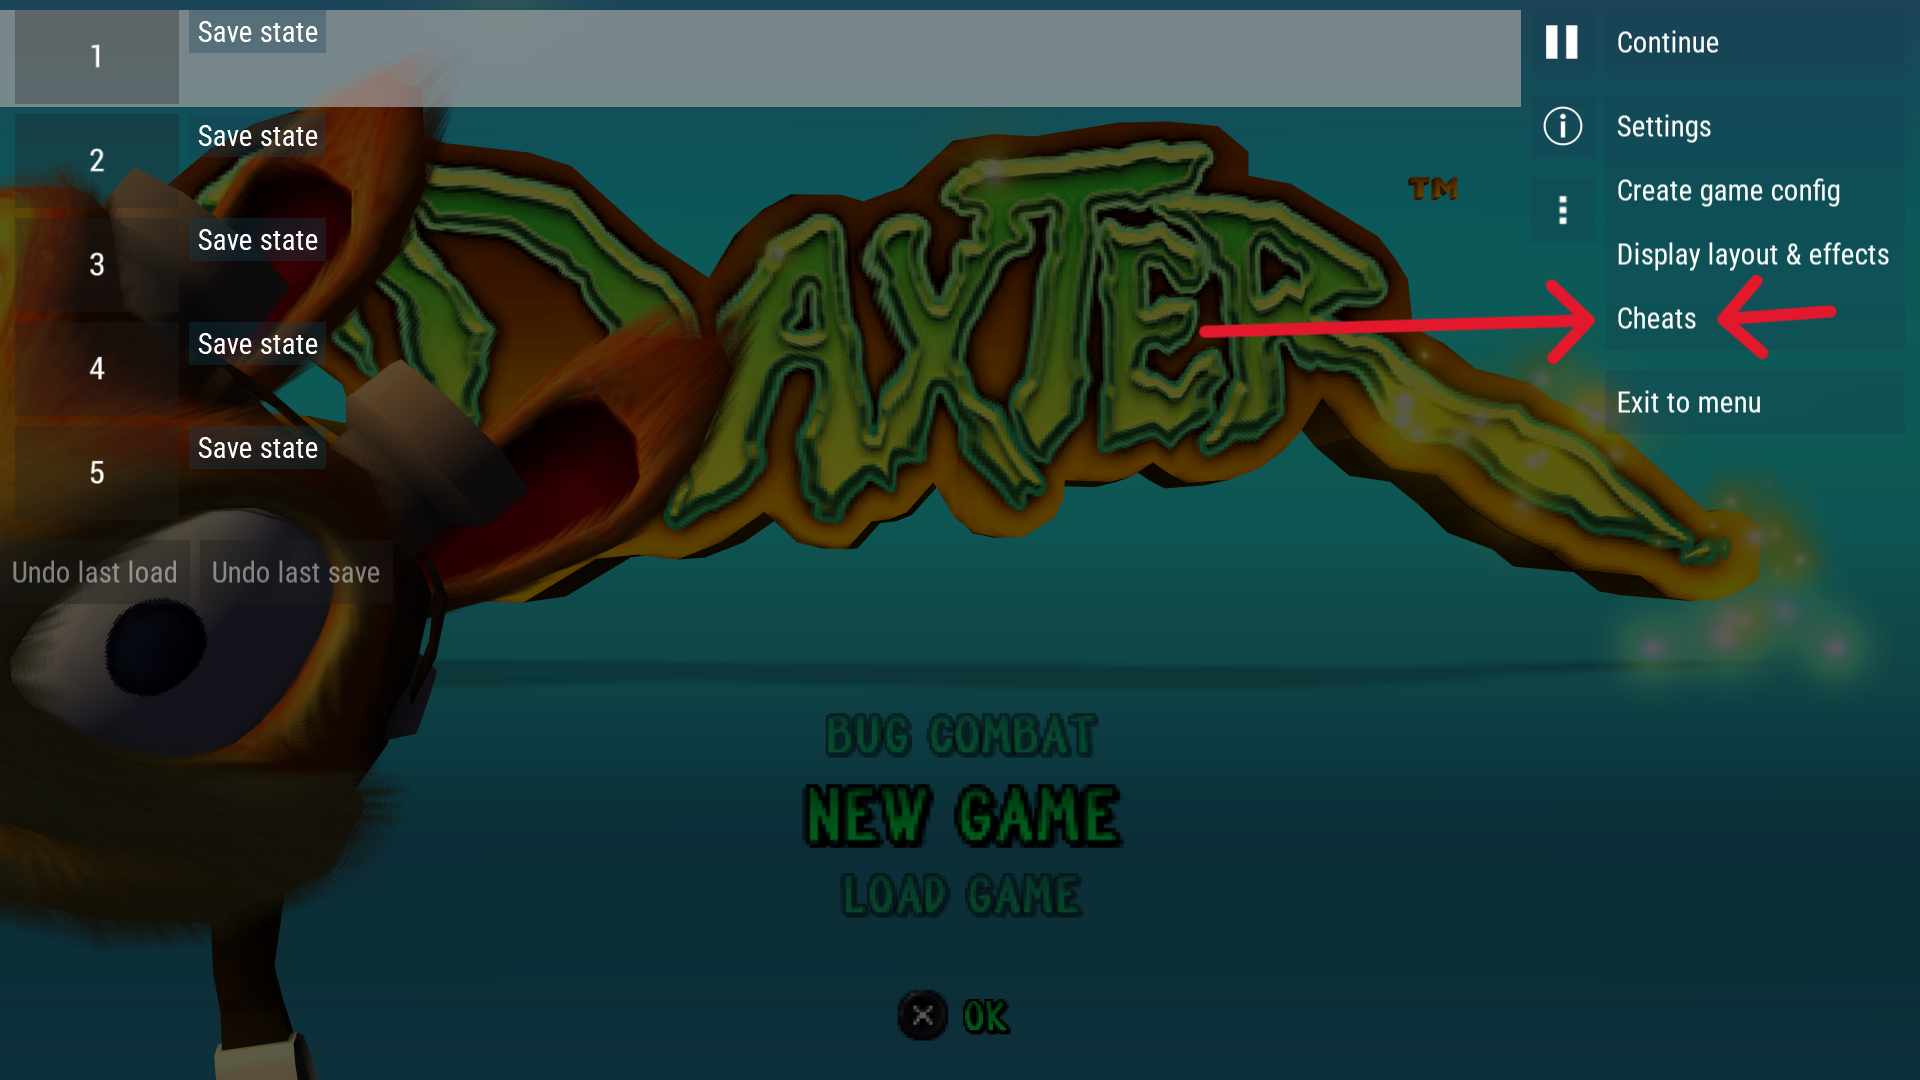 1
Save state
2
Save state
3
Save state
4
Save state
5
Save state
Undo last load
Undo last save
Continue
Settings
Create game config
Display layout & effects
Cheats
Exit to menu
DAXTER
TM
BUG COMBAT
NEW GAME
LOAD GAME
OK